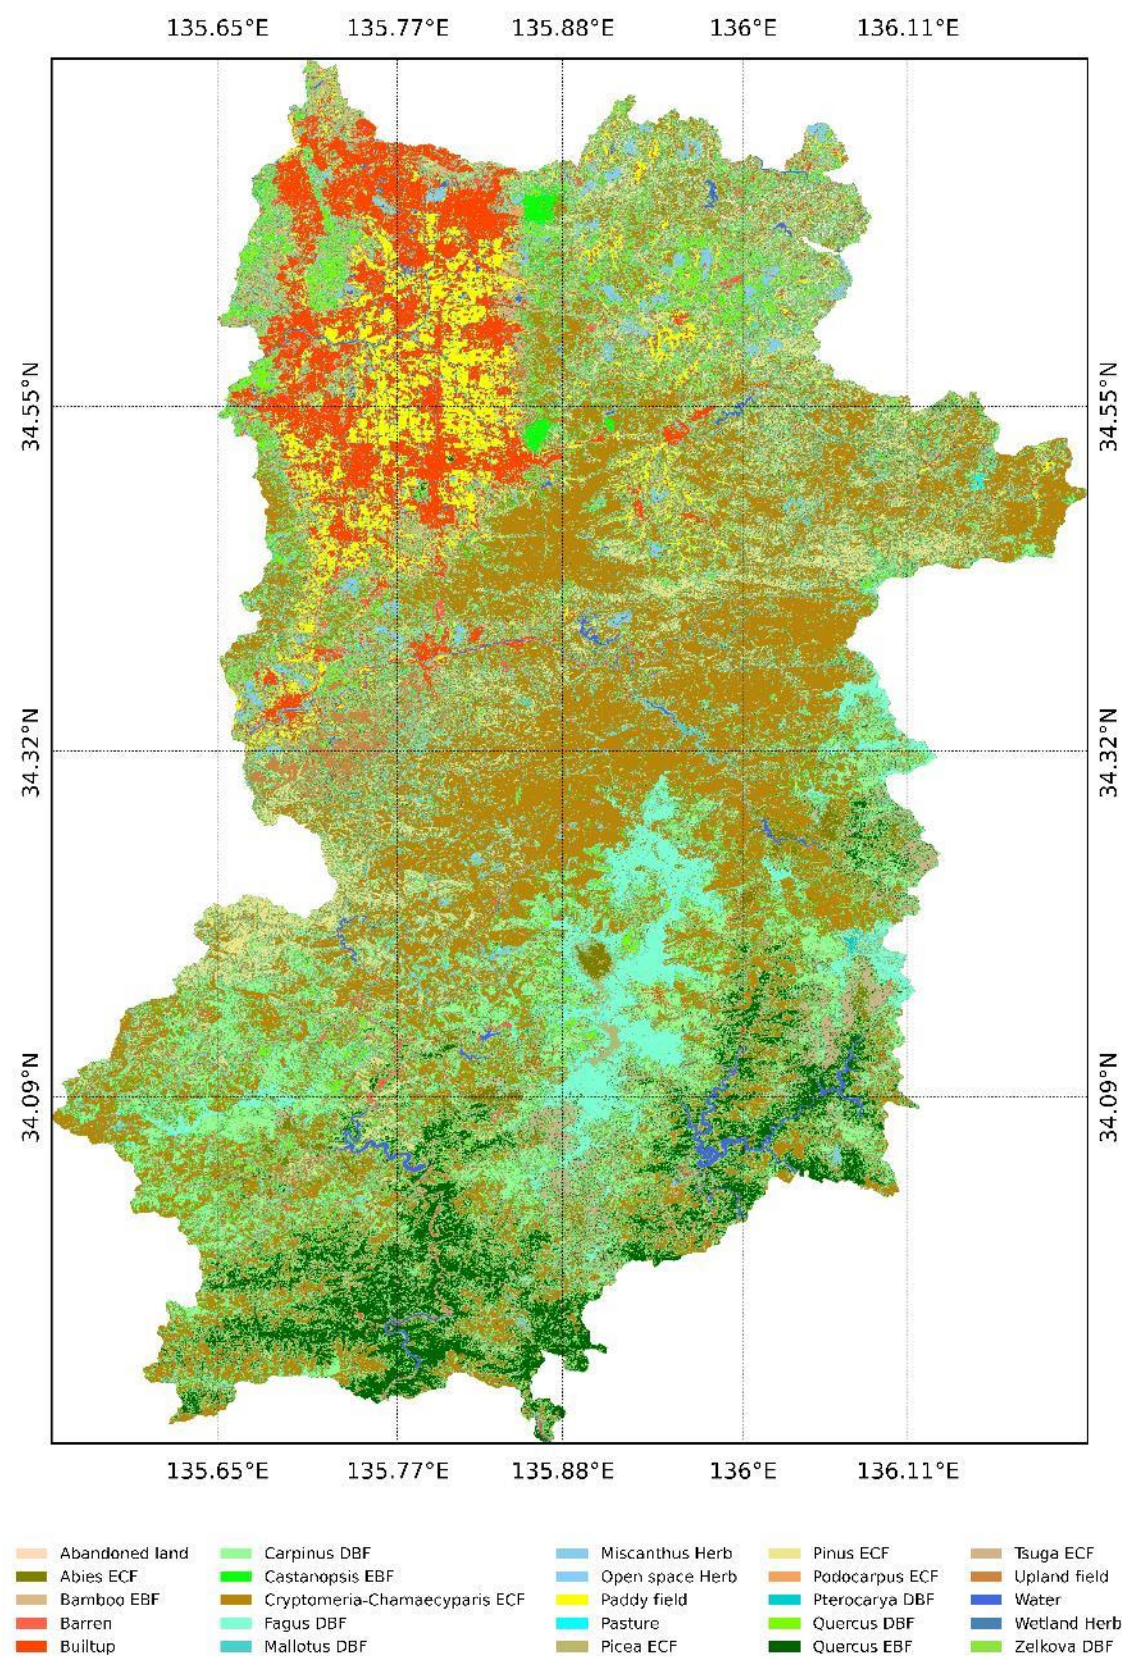 135.65°E 135.77°E 135.88°E 136°E 136.11°E
34.55°N 34.55°N
34.32°N 34.32°N
34.09°N 34.09°N
135.65°E 135.77°E 135.88°E 136°E 136.11°E
Abandoned land Carpinus DBF Miscanthus Herb Pinus ECF Tsuga ECF
Abies ECF Castanopsis EBF Open space Herb Podocarpus ECF Upland field
Bamboo EBF Cryptomeria-Chamaecyparis ECF Paddy field Pterocarya DBF Water
Barren Fagus DBF Pasture Quercus DBF Wetland Herb
Builtup Mallotus DBF Picea ECF Quercus EBF Zelkova DBF